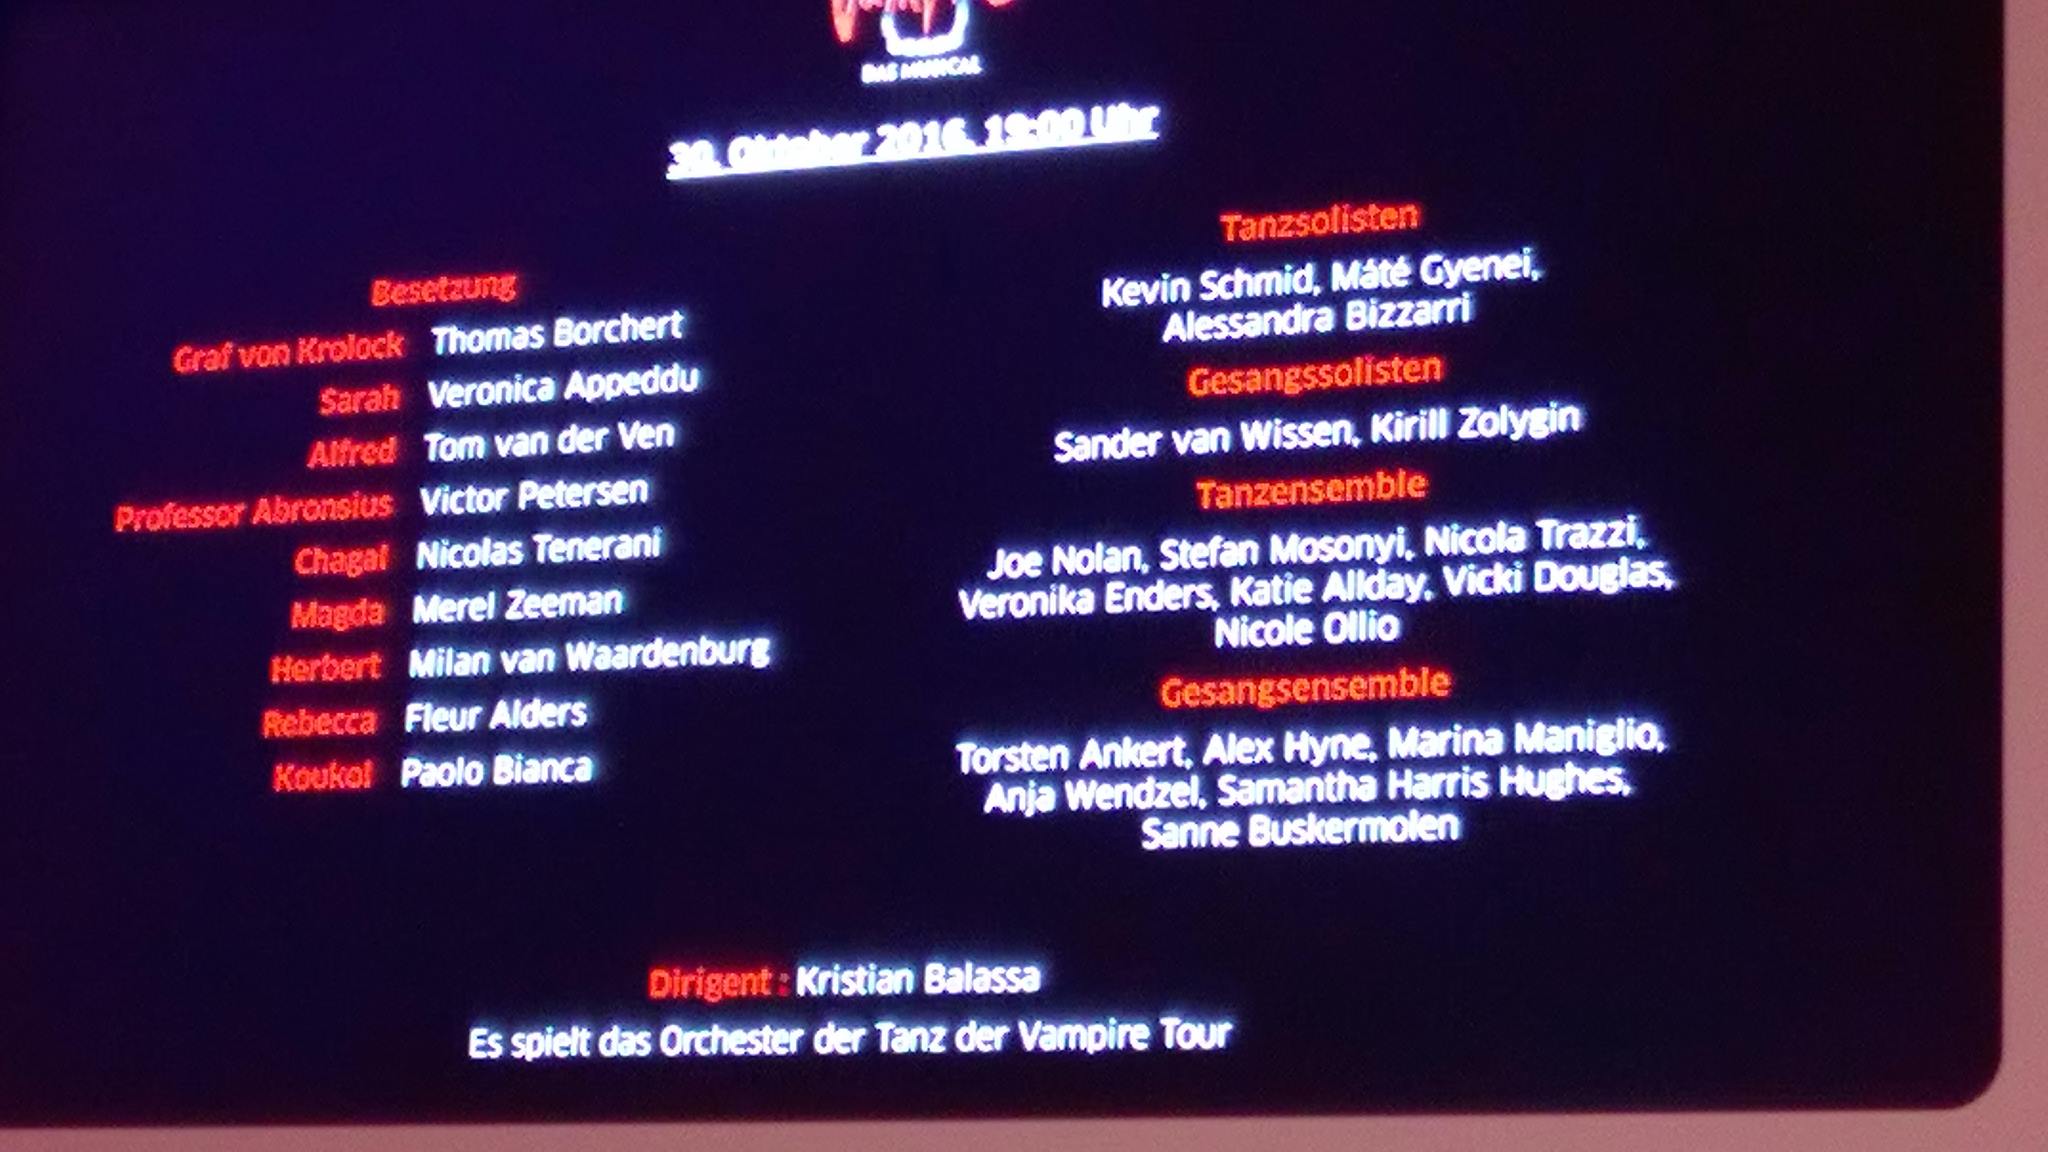 DAS MUSICAL
30. Oktober 2016, 19:00 Uhr
Besetzung
Graf von Krolock Thomas Borchert
Sarah Veronica Appeddu
Alfred Tom van der Ven
Professor Abronsius Victor Petersen
Chagal Nicolas Tenerani
Magda Merel Zeeman
Herbert Milan van Waardenburg
Rebecca Fleur Alders
Koukol Paolo Bianca
Tanzsolisten
Kevin Schmid, Máté Gyenei,
Alessandra Bizzarri
Gesangssolisten
Sander van Wissen, Kirill Zolygin
Tanzensemble
Joe Nolan, Stefan Mosonyi, Nicola Trazzi,
Veronika Enders, Katie Allday, Vicki Douglas,
Nicole Ollio
Gesangsensemble
Torsten Ankert, Alex Hyne, Marina Maniglio,
Anja Wendzel, Samantha Harris Hughes,
Sanne Buskermolen
Dirigent : Kristian Balassa
Es spielt das Orchester der Tanz der Vampire Tour